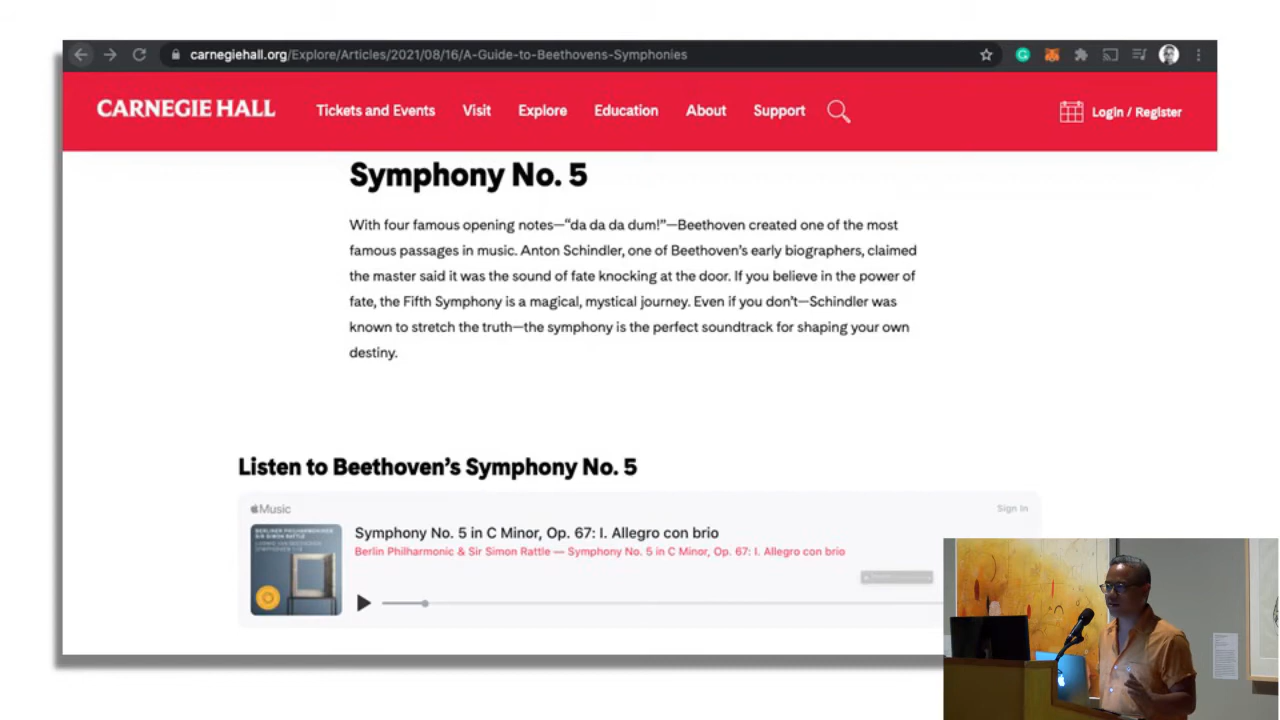 carnegiehall.org/Explore/Articles/2021/08/16/A-Guide-to-Beethovens-Symphonies
CARNEGIE HALL Tickets and Events Visit Explore Education About Support Login / Register
Symphony No. 5
With four famous opening notes—“da da da dum!”—Beethoven created one of the most
famous passages in music. Anton Schindler, one of Beethoven’s early biographers, claimed
the master said it was the sound of fate knocking at the door. If you believe in the power of
fate, the Fifth Symphony is a magical, mystical journey. Even if you don’t—Schindler was
known to stretch the truth—the symphony is the perfect soundtrack for shaping your own
destiny.
Listen to Beethoven’s Symphony No. 5
Music Sign In
BERLINER PHILHARMONIKER
SIR SIMON RATTLE
Symphony No. 5 in C Minor, Op. 67: I. Allegro con brio
Berlin Philharmonic & Sir Simon Rattle — Symphony No. 5 in C Minor, Op. 67: I. Allegro con brio